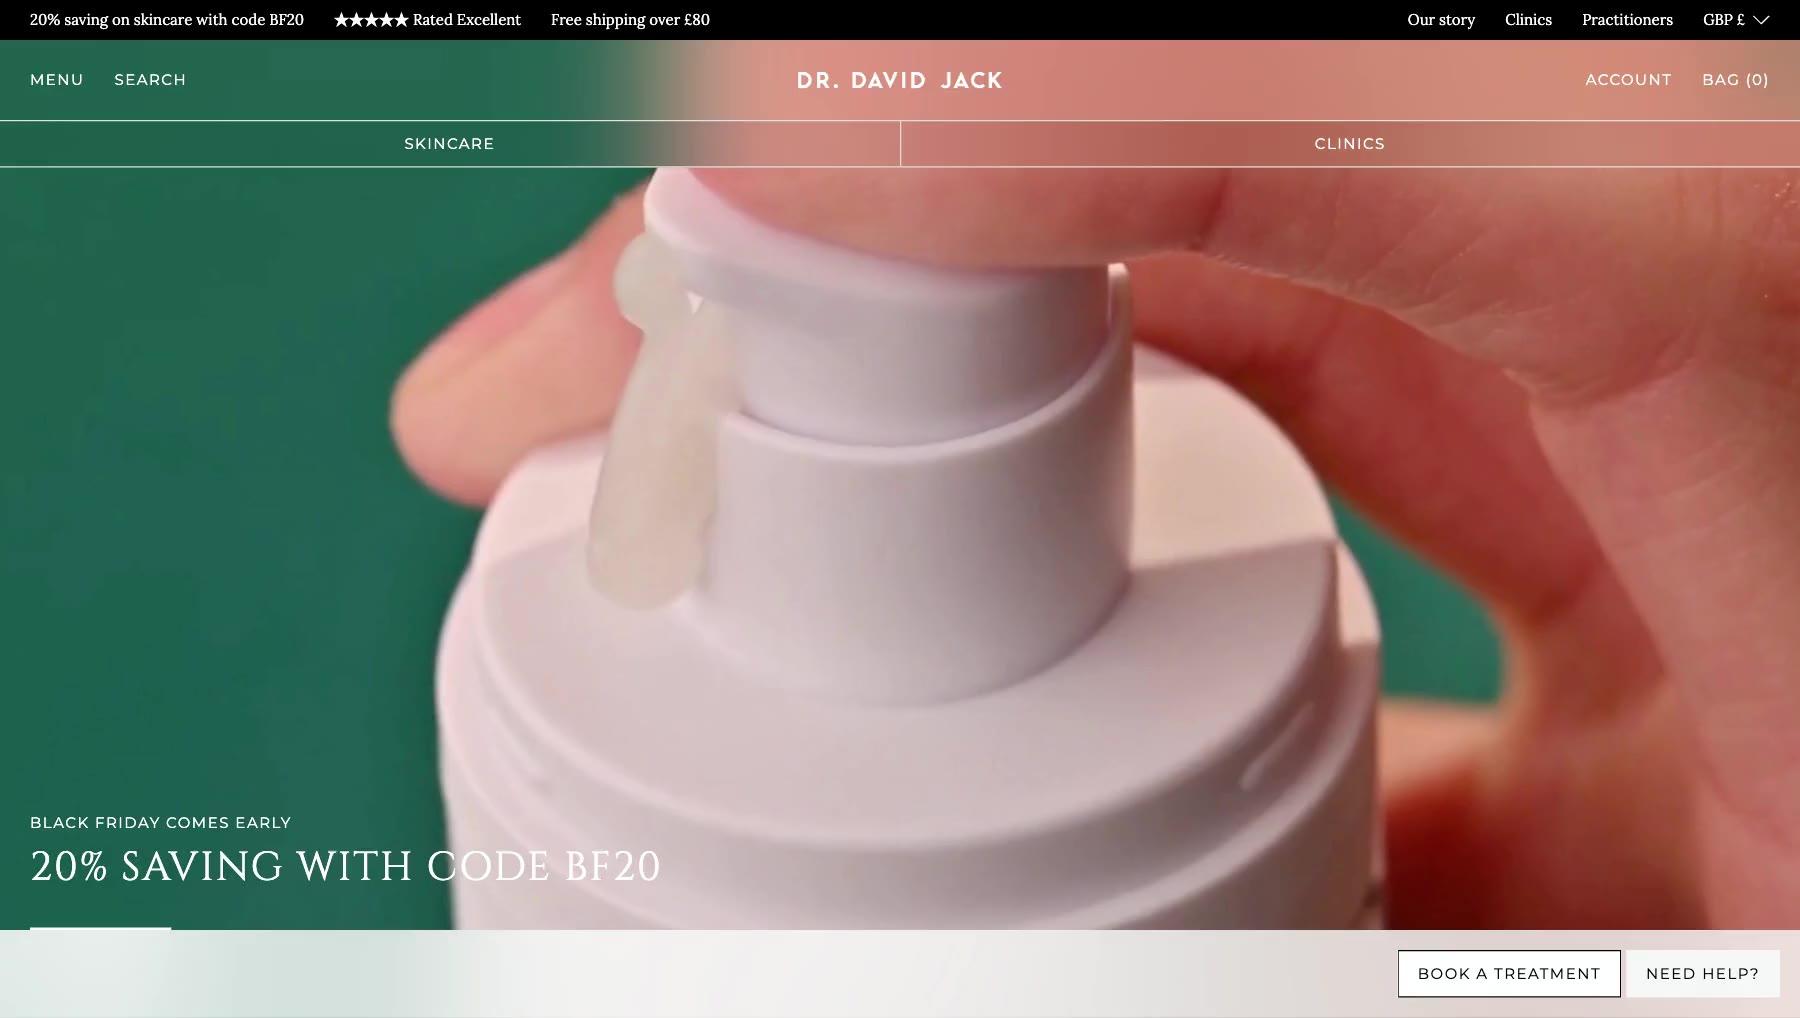 20% saving on skincare with code BF20
★★★★★ Rated Excellent
Free shipping over £80
Our story
Clinics
Practitioners
GBP £
MENU
SEARCH
DR. DAVID JACK
ACCOUNT
BAG (0)
SKINCARE
CLINICS
BLACK FRIDAY COMES EARLY
20% SAVING WITH CODE BF20
BOOK A TREATMENT
NEED HELP?